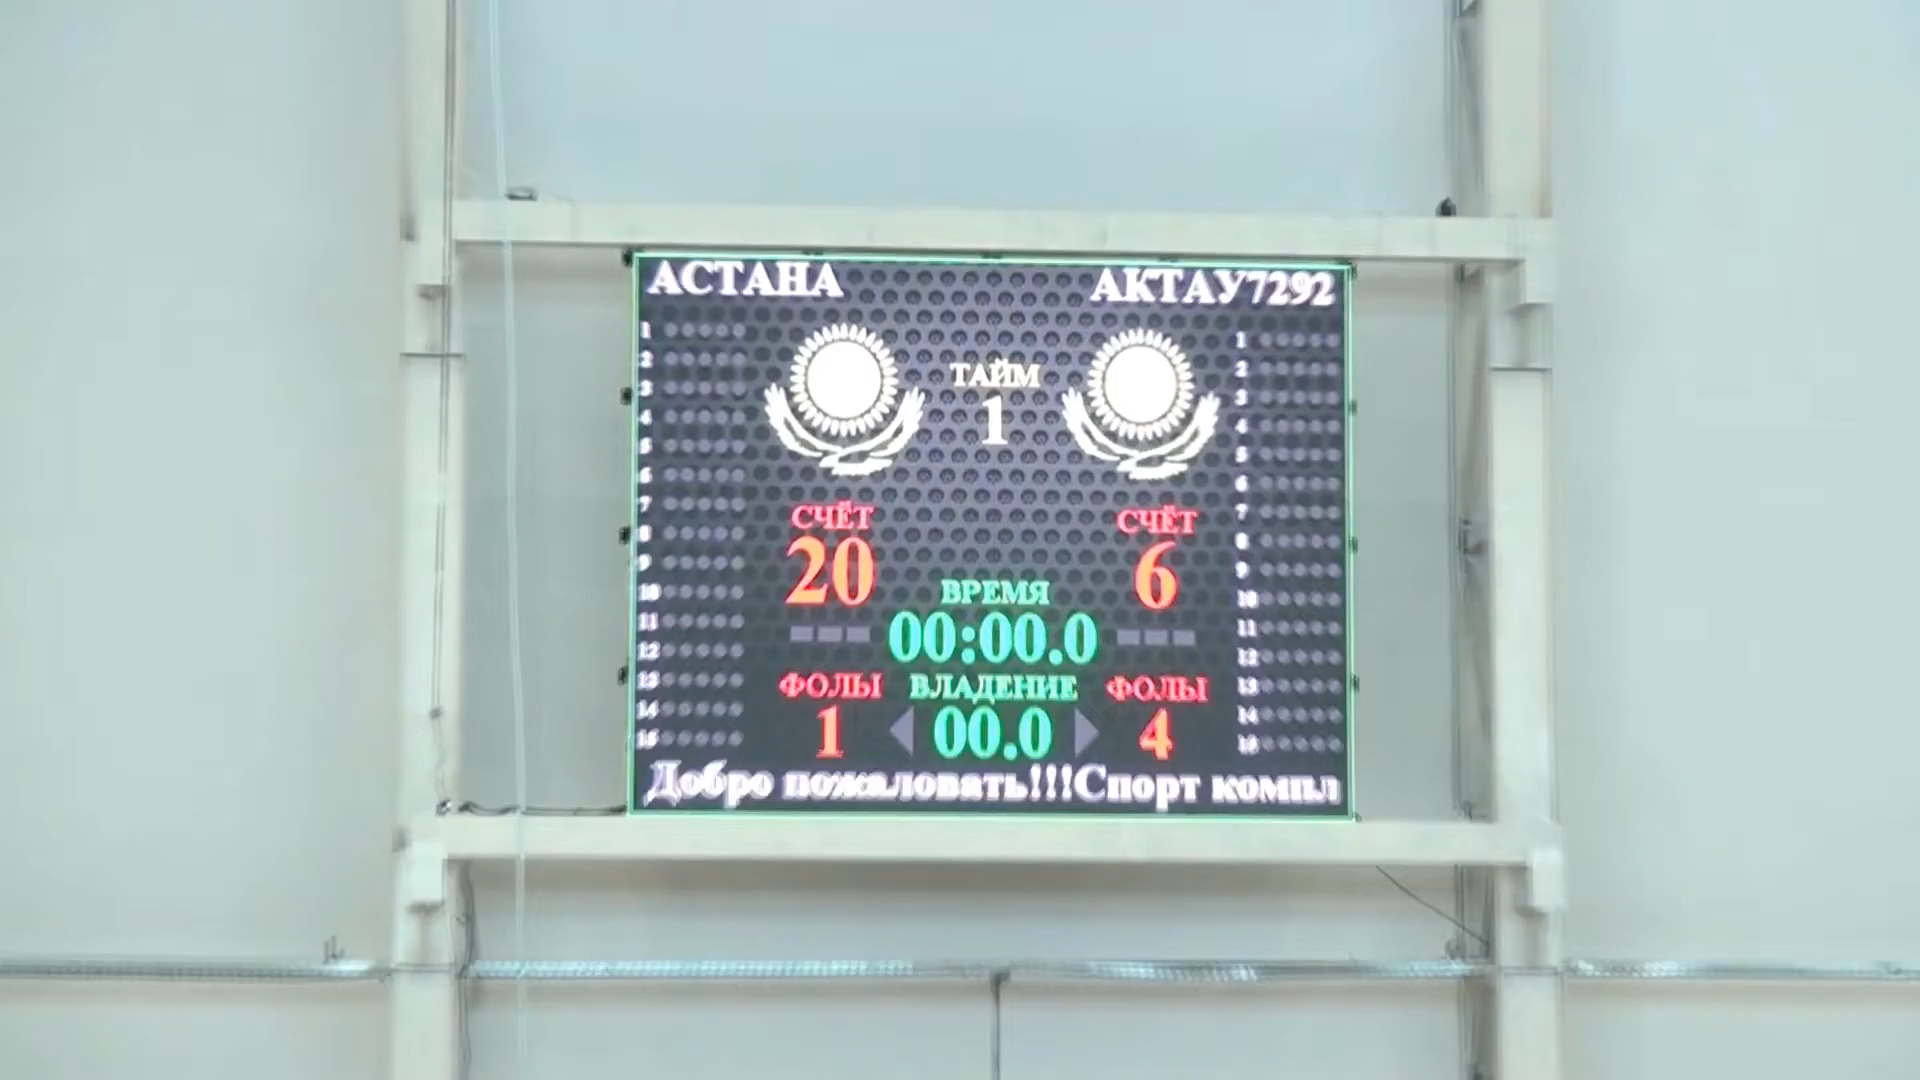 АСТАНА АКТАУ7292
1 1
2 2
3 3
4 4
5 5
6 6
7 7
8 8
9 9
10 10
11 11
12 12
13 13
14 14
15 15
ТАЙМ
1
СЧЁТ СЧЁТ
20 6
ВРЕМЯ
00:00.0
ФОЛЫ ВЛАДЕНИЕ ФОЛЫ
1 00.0 4
Добро пожаловать!!!Спорт компл